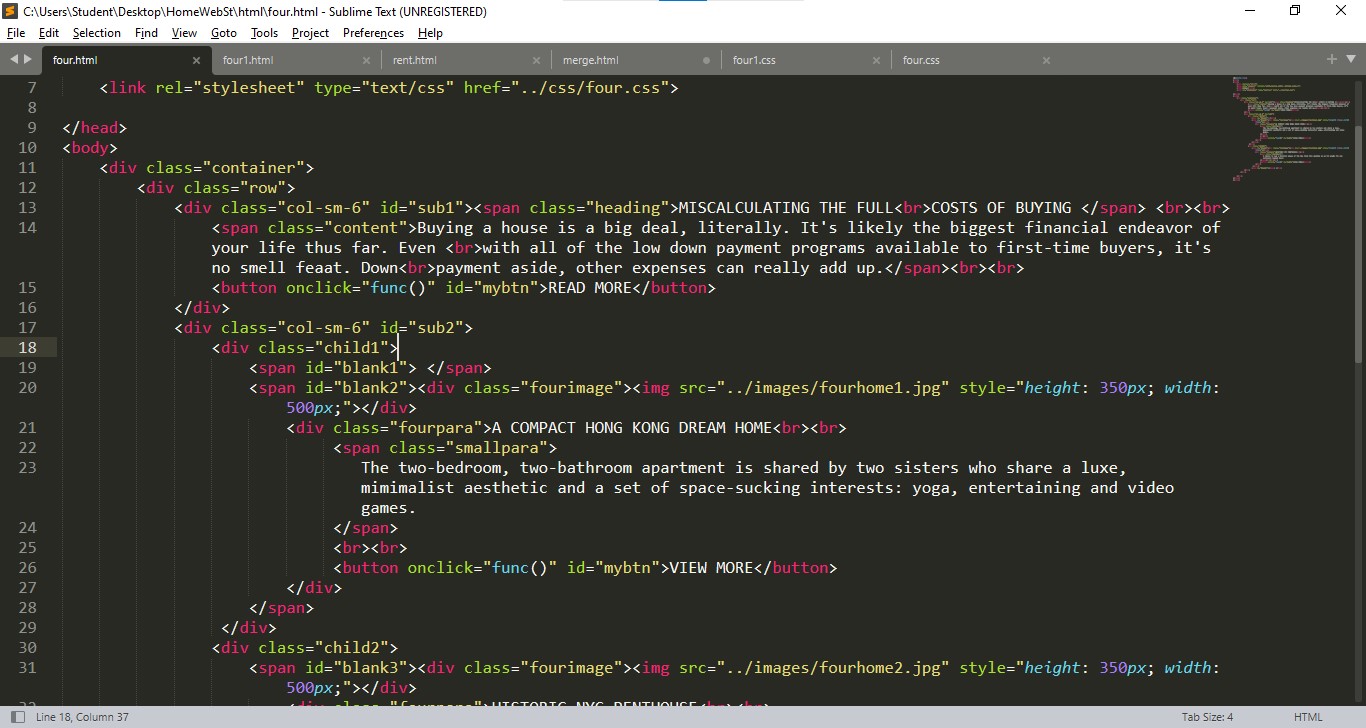 C:\Users\Student\Desktop\HomeWebSt\html\four.html - Sublime Text (UNREGISTERED)
File Edit Selection Find View Goto Tools Project Preferences Help
four.html four1.html rent.html merge.html four1.css four.css
7 <link rel="stylesheet" type="text/css" href="../css/four.css">
8
9 </head>
10 <body>
11 <div class="container">
12 <div class="row">
13 <div class="col-sm-6" id="sub1"><span class="heading">MISCALCULATING THE FULL<br>COSTS OF BUYING </span> <br><br>
14 <span class="content">Buying a house is a big deal, literally. It's likely the biggest financial endeavor of
your life thus far. Even <br>with all of the low down payment programs available to first-time buyers, it's
no smell feaat. Down<br>payment aside, other expenses can really add up.</span><br><br>
15 <button onclick="func()" id="mybtn">READ MORE</button>
16 </div>
17 <div class="col-sm-6" id="sub2">
18 <div class="child1">
19 <span id="blank1"> </span>
20 <span id="blank2"><div class="fourimage"><img src="../images/fourhome1.jpg" style="height: 350px; width:
500px;"></div>
21 <div class="fourpara">A COMPACT HONG KONG DREAM HOME<br><br>
22 <span class="smallpara">
23 The two-bedroom, two-bathroom apartment is shared by two sisters who share a luxe,
mimimalist aesthetic and a set of space-sucking interests: yoga, entertaining and video
games.
24 </span>
25 <br><br>
26 <button onclick="func()" id="mybtn">VIEW MORE</button>
27 </div>
28 </span>
29 </div>
30 <div class="child2">
31 <span id="blank3"><div class="fourimage"><img src="../images/fourhome2.jpg" style="height: 350px; width:
500px;"></div>
32 <div class="fourpara">HISTORIC NYC PENTHOUSE<br><br>
Line 18, Column 37 Tab Size: 4 HTML